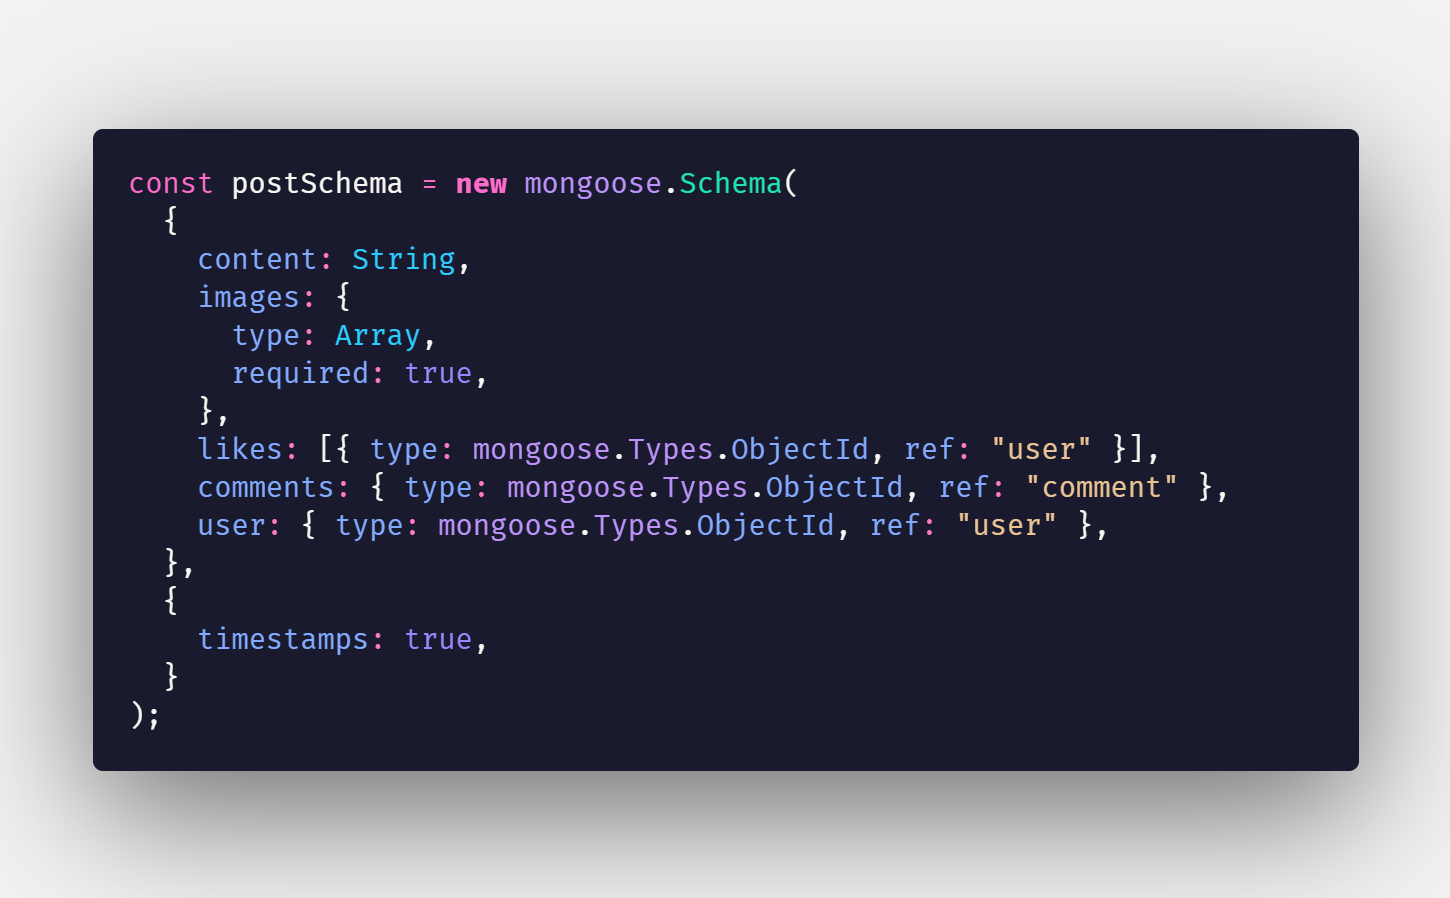 const postSchema = new mongoose.Schema(
  {
    content: String,
    images: {
      type: Array,
      required: true,
    },
    likes: [{ type: mongoose.Types.ObjectId, ref: "user" }],
    comments: { type: mongoose.Types.ObjectId, ref: "comment" },
    user: { type: mongoose.Types.ObjectId, ref: "user" },
  },
  {
    timestamps: true,
  }
);